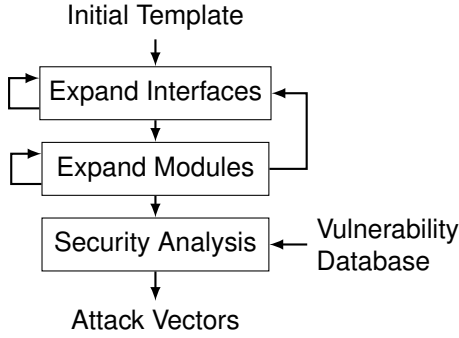 Initial Template
Expand Interfaces
Expand Modules
Security Analysis
Vulnerability
Database
Attack Vectors